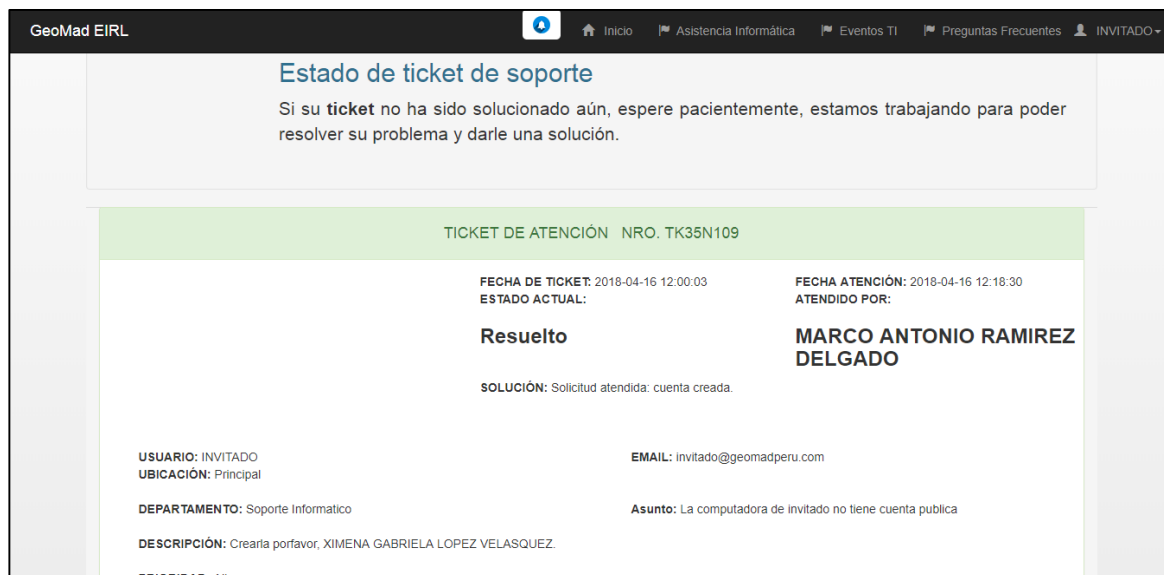 GeoMad EIRL
Inicio
Asistencia Informática
Eventos TI
Preguntas Frecuentes
INVITADO
Estado de ticket de soporte
Si su ticket no ha sido solucionado aún, espere pacientemente, estamos trabajando para poder
resolver su problema y darle una solución.
TICKET DE ATENCIÓN NRO. TK35N109
FECHA DE TICKET: 2018-04-16 12:00:03
ESTADO ACTUAL:
Resuelto
SOLUCIÓN: Solicitud atendida: cuenta creada.
FECHA ATENCIÓN: 2018-04-16 12:18:30
ATENDIDO POR:
MARCO ANTONIO RAMIREZ
DELGADO
USUARIO: INVITADO
EMAIL: invitado@geomadperu.com
UBICACIÓN: Principal
DEPARTAMENTO: Soporte Informatico
Asunto: La computadora de invitado no tiene cuenta publica
DESCRIPCIÓN: Crearla porfavor, XIMENA GABRIELA LOPEZ VELASQUEZ.